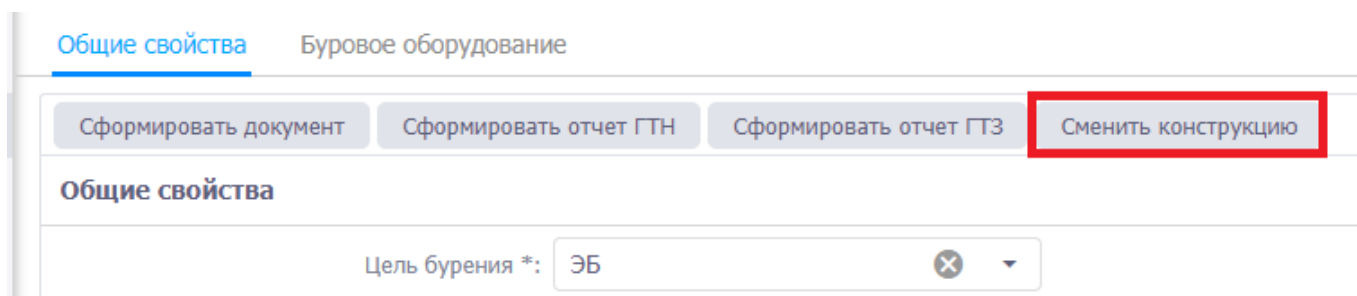 Общие свойства Буровое оборудование
Сформировать документ Сформировать отчет ГТН Сформировать отчет ГТЗ Сменить конструкцию
Общие свойства
Цель бурения *: ЭБ